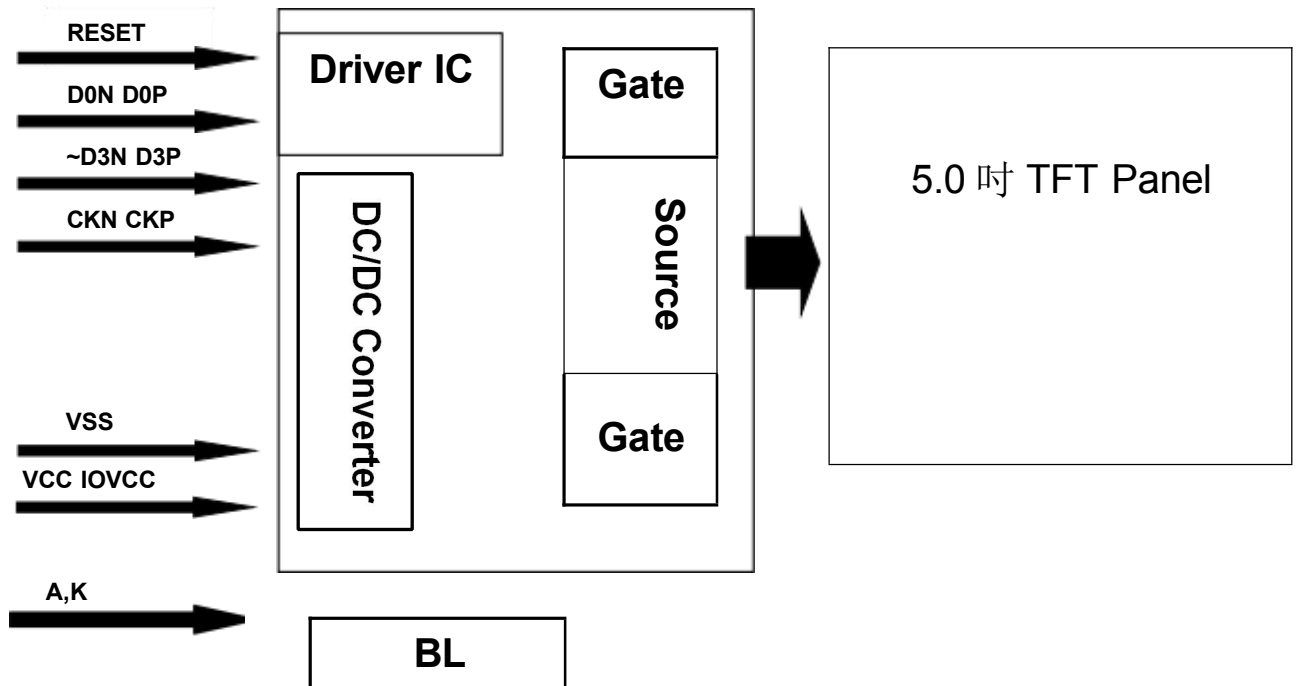 RESET
D0N D0P
~D3N D3P
CKN CKP
VSS
VCC IOVCC
A,K
Driver IC
DC/DC Converter
Gate
Source
Gate
BL
5.0 吋 TFT Panel